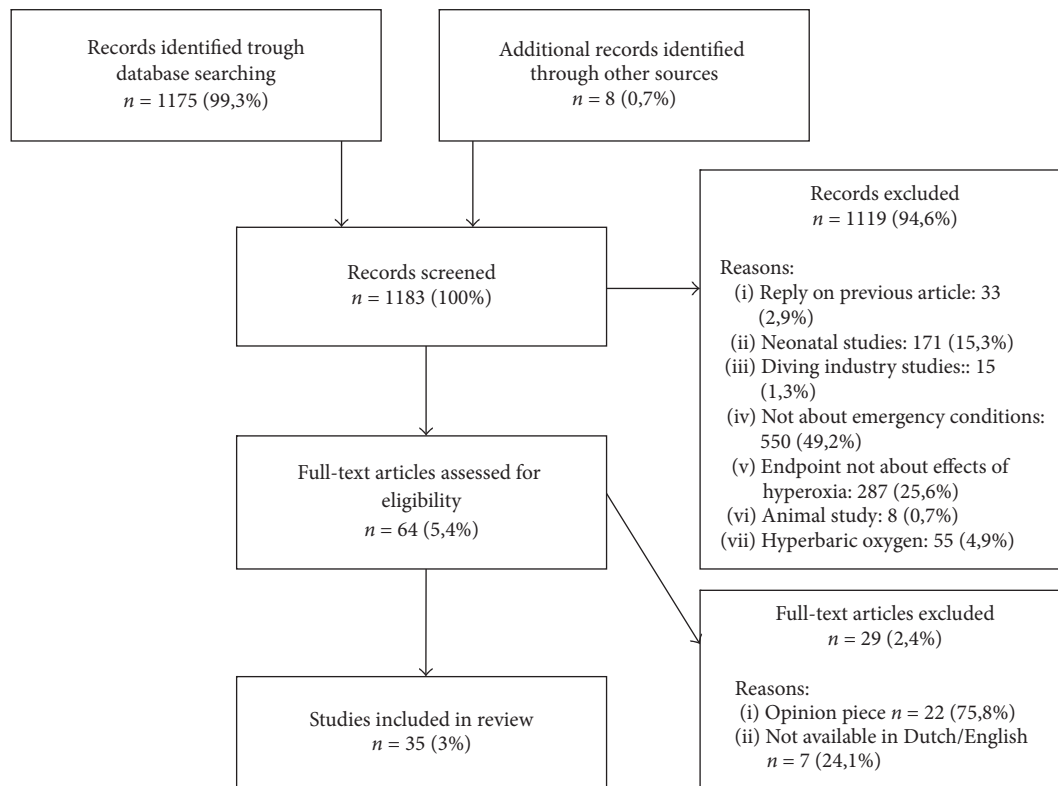 Records identified trough
database searching
n = 1175 (99,3%)
Additional records identified
through other sources
n = 8 (0,7%)
Records screened
n = 1183 (100%)
Records excluded
n = 1119 (94,6%)
Reasons:
(i) Reply on previous article: 33
(2,9%)
(ii) Neonatal studies: 171 (15,3%)
(iii) Diving industry studies:: 15
(1,3%)
(iv) Not about emergency conditions:
550 (49,2%)
(v) Endpoint not about effects of
hyperoxia: 287 (25,6%)
(vi) Animal study: 8 (0,7%)
(vii) Hyperbaric oxygen: 55 (4,9%)
Full-text articles assessed for
eligibility
n = 64 (5,4%)
Full-text articles excluded
n = 29 (2,4%)
Reasons:
(i) Opinion piece n = 22 (75,8%)
(ii) Not available in Dutch/English
n = 7 (24,1%)
Studies included in review
n = 35 (3%)